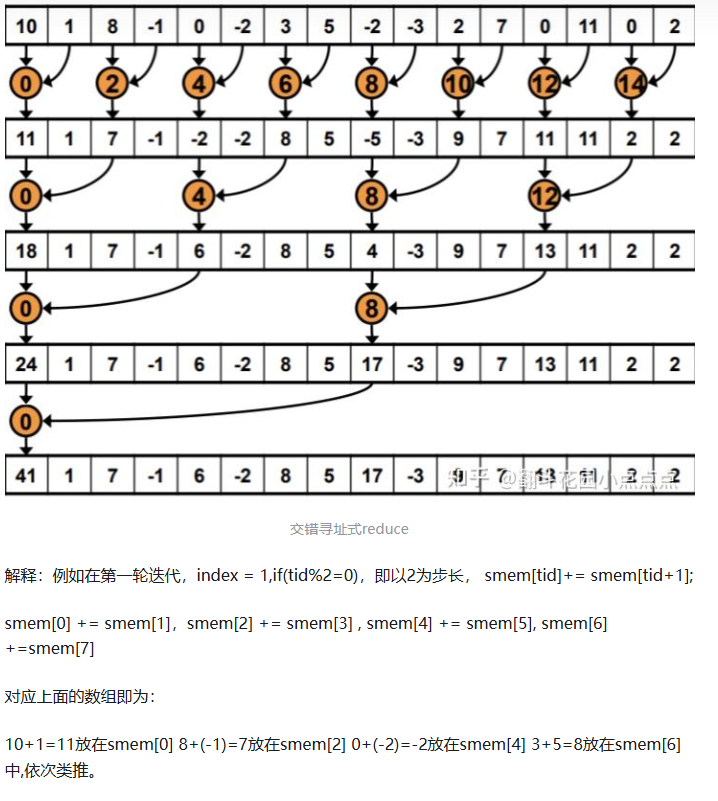 10 1 8 -1 0 -2 3 5 -2 -3 2 7 0 11 0 2
0 2 4 6 8 10 12 14
11 1 7 -1 -2 -2 8 5 -5 -3 9 7 11 11 2 2
0 4 8 12
18 1 7 -1 6 -2 8 5 4 -3 9 7 13 11 2 2
0 8
24 1 7 -1 6 -2 8 5 17 -3 9 7 13 11 2 2
0
41 1 7 -1 6 -2 8 5 17 -3 9 7 13 11 2 2
知乎 @翻斗花园小点点点
交错寻址式reduce
解释：例如在第一轮迭代，index = 1,if(tid%2=0)，即以2为步长， smem[tid]+= smem[tid+1];
smem[0] += smem[1]，smem[2] += smem[3] , smem[4] += smem[5], smem[6]
+=smem[7]
对应上面的数组即为：
10+1=11放在smem[0] 8+(-1)=7放在smem[2] 0+(-2)=-2放在smem[4] 3+5=8放在smem[6]
中,依次类推。